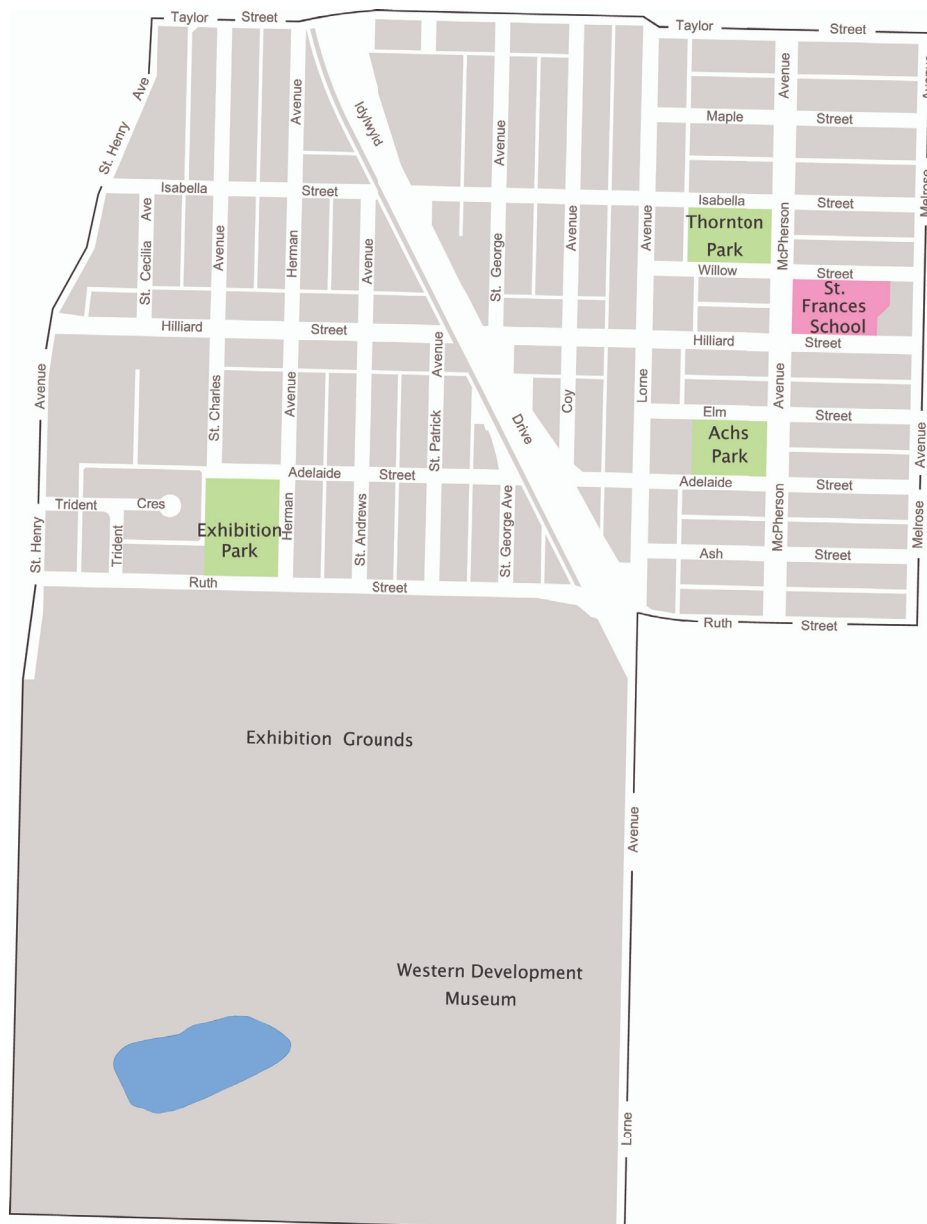 Taylor Street
Taylor Street
Ave
Avenue
Idylwyld
Avenue
Avenue
Avenue
Maple Street
St. Henry
Isabella Street
Isabella Street
Melrose
St. Cecilia Ave
Avenue
Herman
Avenue
St. George
Avenue
Avenue
Thornton
Park
McPherson
Willow Street
St.
Frances
School
Hilliard Street
Hilliard Street
Avenue
St. Charles
Avenue
St. Patrick
Avenue
Drive
Coy
Lorne
Avenue
Elm Street
Achs
Park
Avenue
Adelaide Street
Adelaide Street
Trident Cres
Trident
St. Henry
Exhibition
Park
Herman
St. Andrews
St. George Ave
McPherson
Melrose
Ash Street
Ruth Street
Ruth Street
Exhibition Grounds
Avenue
Western Development
Museum
Lorne